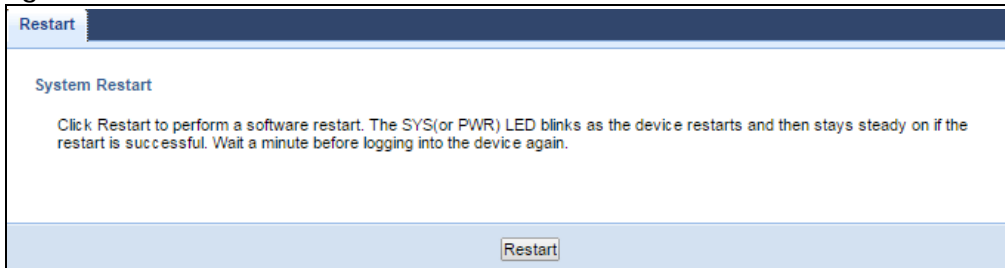 Restart
System Restart
Click Restart to perform a software restart. The SYS(or PWR) LED blinks as the device restarts and then stays steady on if the
restart is successful. Wait a minute before logging into the device again.
Restart